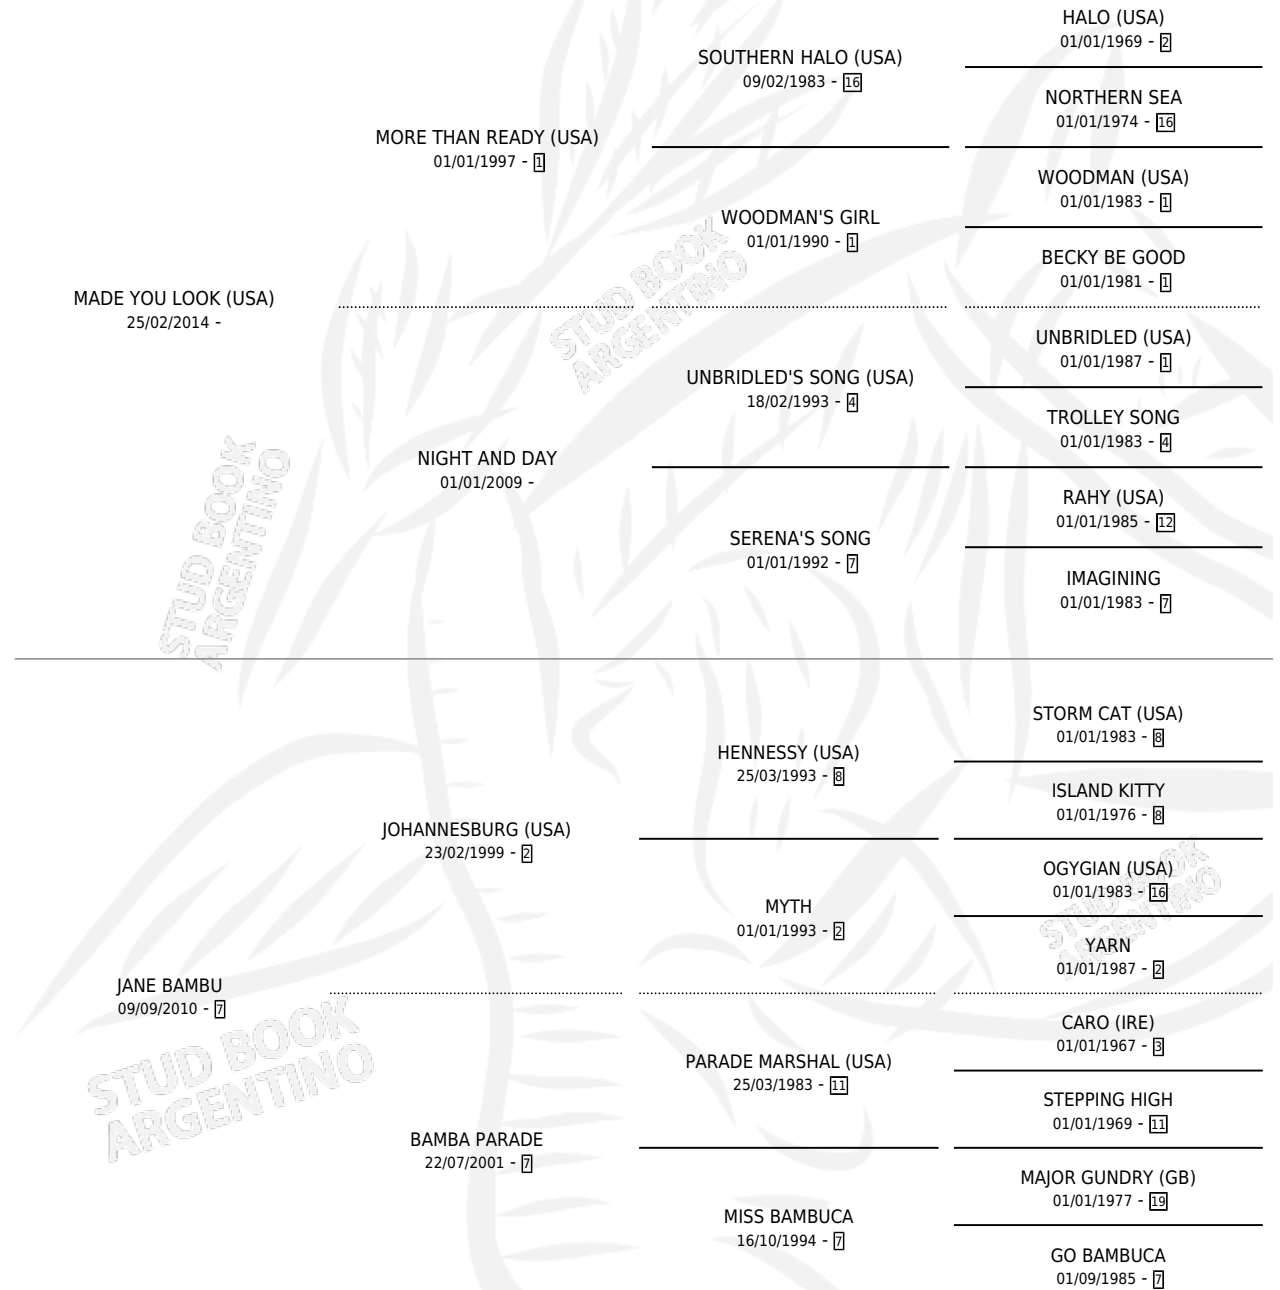 HALO (USA)
01/01/1969 - 2
SOUTHERN HALO (USA)
09/02/1983 - 16
NORTHERN SEA
01/01/1974 - 16
MORE THAN READY (USA)
01/01/1997 - 1
WOODMAN (USA)
01/01/1983 - 1
WOODMAN'S GIRL
01/01/1990 - 1
BECKY BE GOOD
01/01/1981 - 1
MADE YOU LOOK (USA)
25/02/2014 -
UNBRIDLED (USA)
01/01/1987 - 1
UNBRIDLED'S SONG (USA)
18/02/1993 - 4
TROLLEY SONG
01/01/1983 - 4
NIGHT AND DAY
01/01/2009 -
RAHY (USA)
01/01/1985 - 12
SERENA'S SONG
01/01/1992 - 7
IMAGINING
01/01/1983 - 7
STORM CAT (USA)
01/01/1983 - 8
HENNESSY (USA)
25/03/1993 - 8
ISLAND KITTY
01/01/1976 - 8
JOHANNESBURG (USA)
23/02/1999 - 2
OGYGIAN (USA)
01/01/1983 - 16
MYTH
01/01/1993 - 2
YARN
01/01/1987 - 2
JANE BAMBU
09/09/2010 - 7
CARO (IRE)
01/01/1967 - 3
PARADE MARSHAL (USA)
25/03/1983 - 11
STEPPING HIGH
01/01/1969 - 11
BAMBA PARADE
22/07/2001 - 7
MAJOR GUNDRY (GB)
01/01/1977 - 19
MISS BAMBUCA
16/10/1994 - 7
GO BAMBUCA
01/09/1985 - 7
STUD BOOK
ARGENTINO
STUD BOOK
ARGENTINO
STUD BOOK
ARGENTINO
STUD BOOK
ARGENTINO